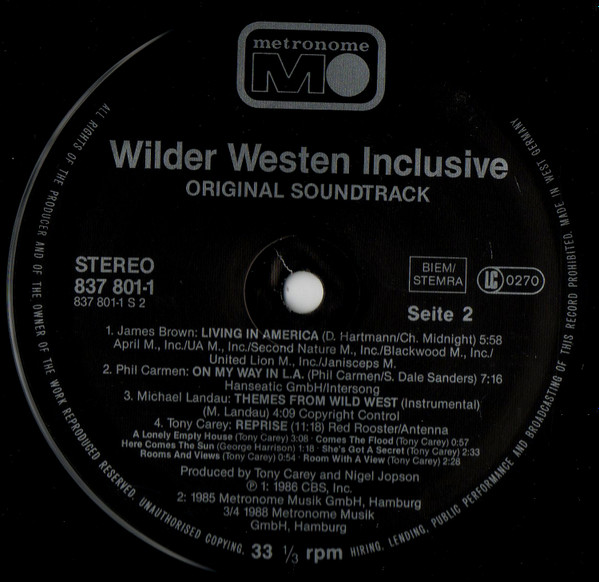 metronome
MO
Wilder Westen Inclusive
ORIGINAL SOUNDTRACK
STEREO
837 801-1
837 801-1 S 2
BIEM/
STEMRA
LC 0270
Seite 2
1. James Brown: LIVING IN AMERICA (D. Hartmann/Ch. Midnight) 5:58
April M., Inc./UA M., Inc./Second Nature M., Inc./Blackwood M., Inc./
United Lion M., Inc./Janisceps M.
2. Phil Carmen: ON MY WAY IN L.A. (Phil Carmen/S. Dale Sanders) 7:16
Hanseatic GmbH/Intersong
3. Michael Landau: THEMES FROM WILD WEST (Instrumental)
(M. Landau) 4:09 Copyright Control
4. Tony Carey: REPRISE (11:18) Red Rooster/Antenna
A Lonely Empty House (Tony Carey) 3:08 · Comes The Flood (Tony Carey) 0:57
Here Comes The Sun (George Harrison) 1:18 · She's Got A Secret (Tony Carey) 2:33
Rooms And Views (Tony Carey) 0:54 · Room With A View (Tony Carey) 2:28
Produced by Tony Carey and Nigel Jopson
℗ 1: 1986 CBS, Inc.
2: 1985 Metronome Musik GmbH, Hamburg
3/4 1988 Metronome Musik
GmbH, Hamburg
33 ⅓ rpm
ALL RIGHTS OF THE PRODUCER AND OF THE OWNER OF THE WORK REPRODUCED RESERVED. UNAUTHORISED COPYING, HIRING, LENDING, PUBLIC PERFORMANCE AND BROADCASTING OF THIS RECORD PROHIBITED. MADE IN WEST GERMANY